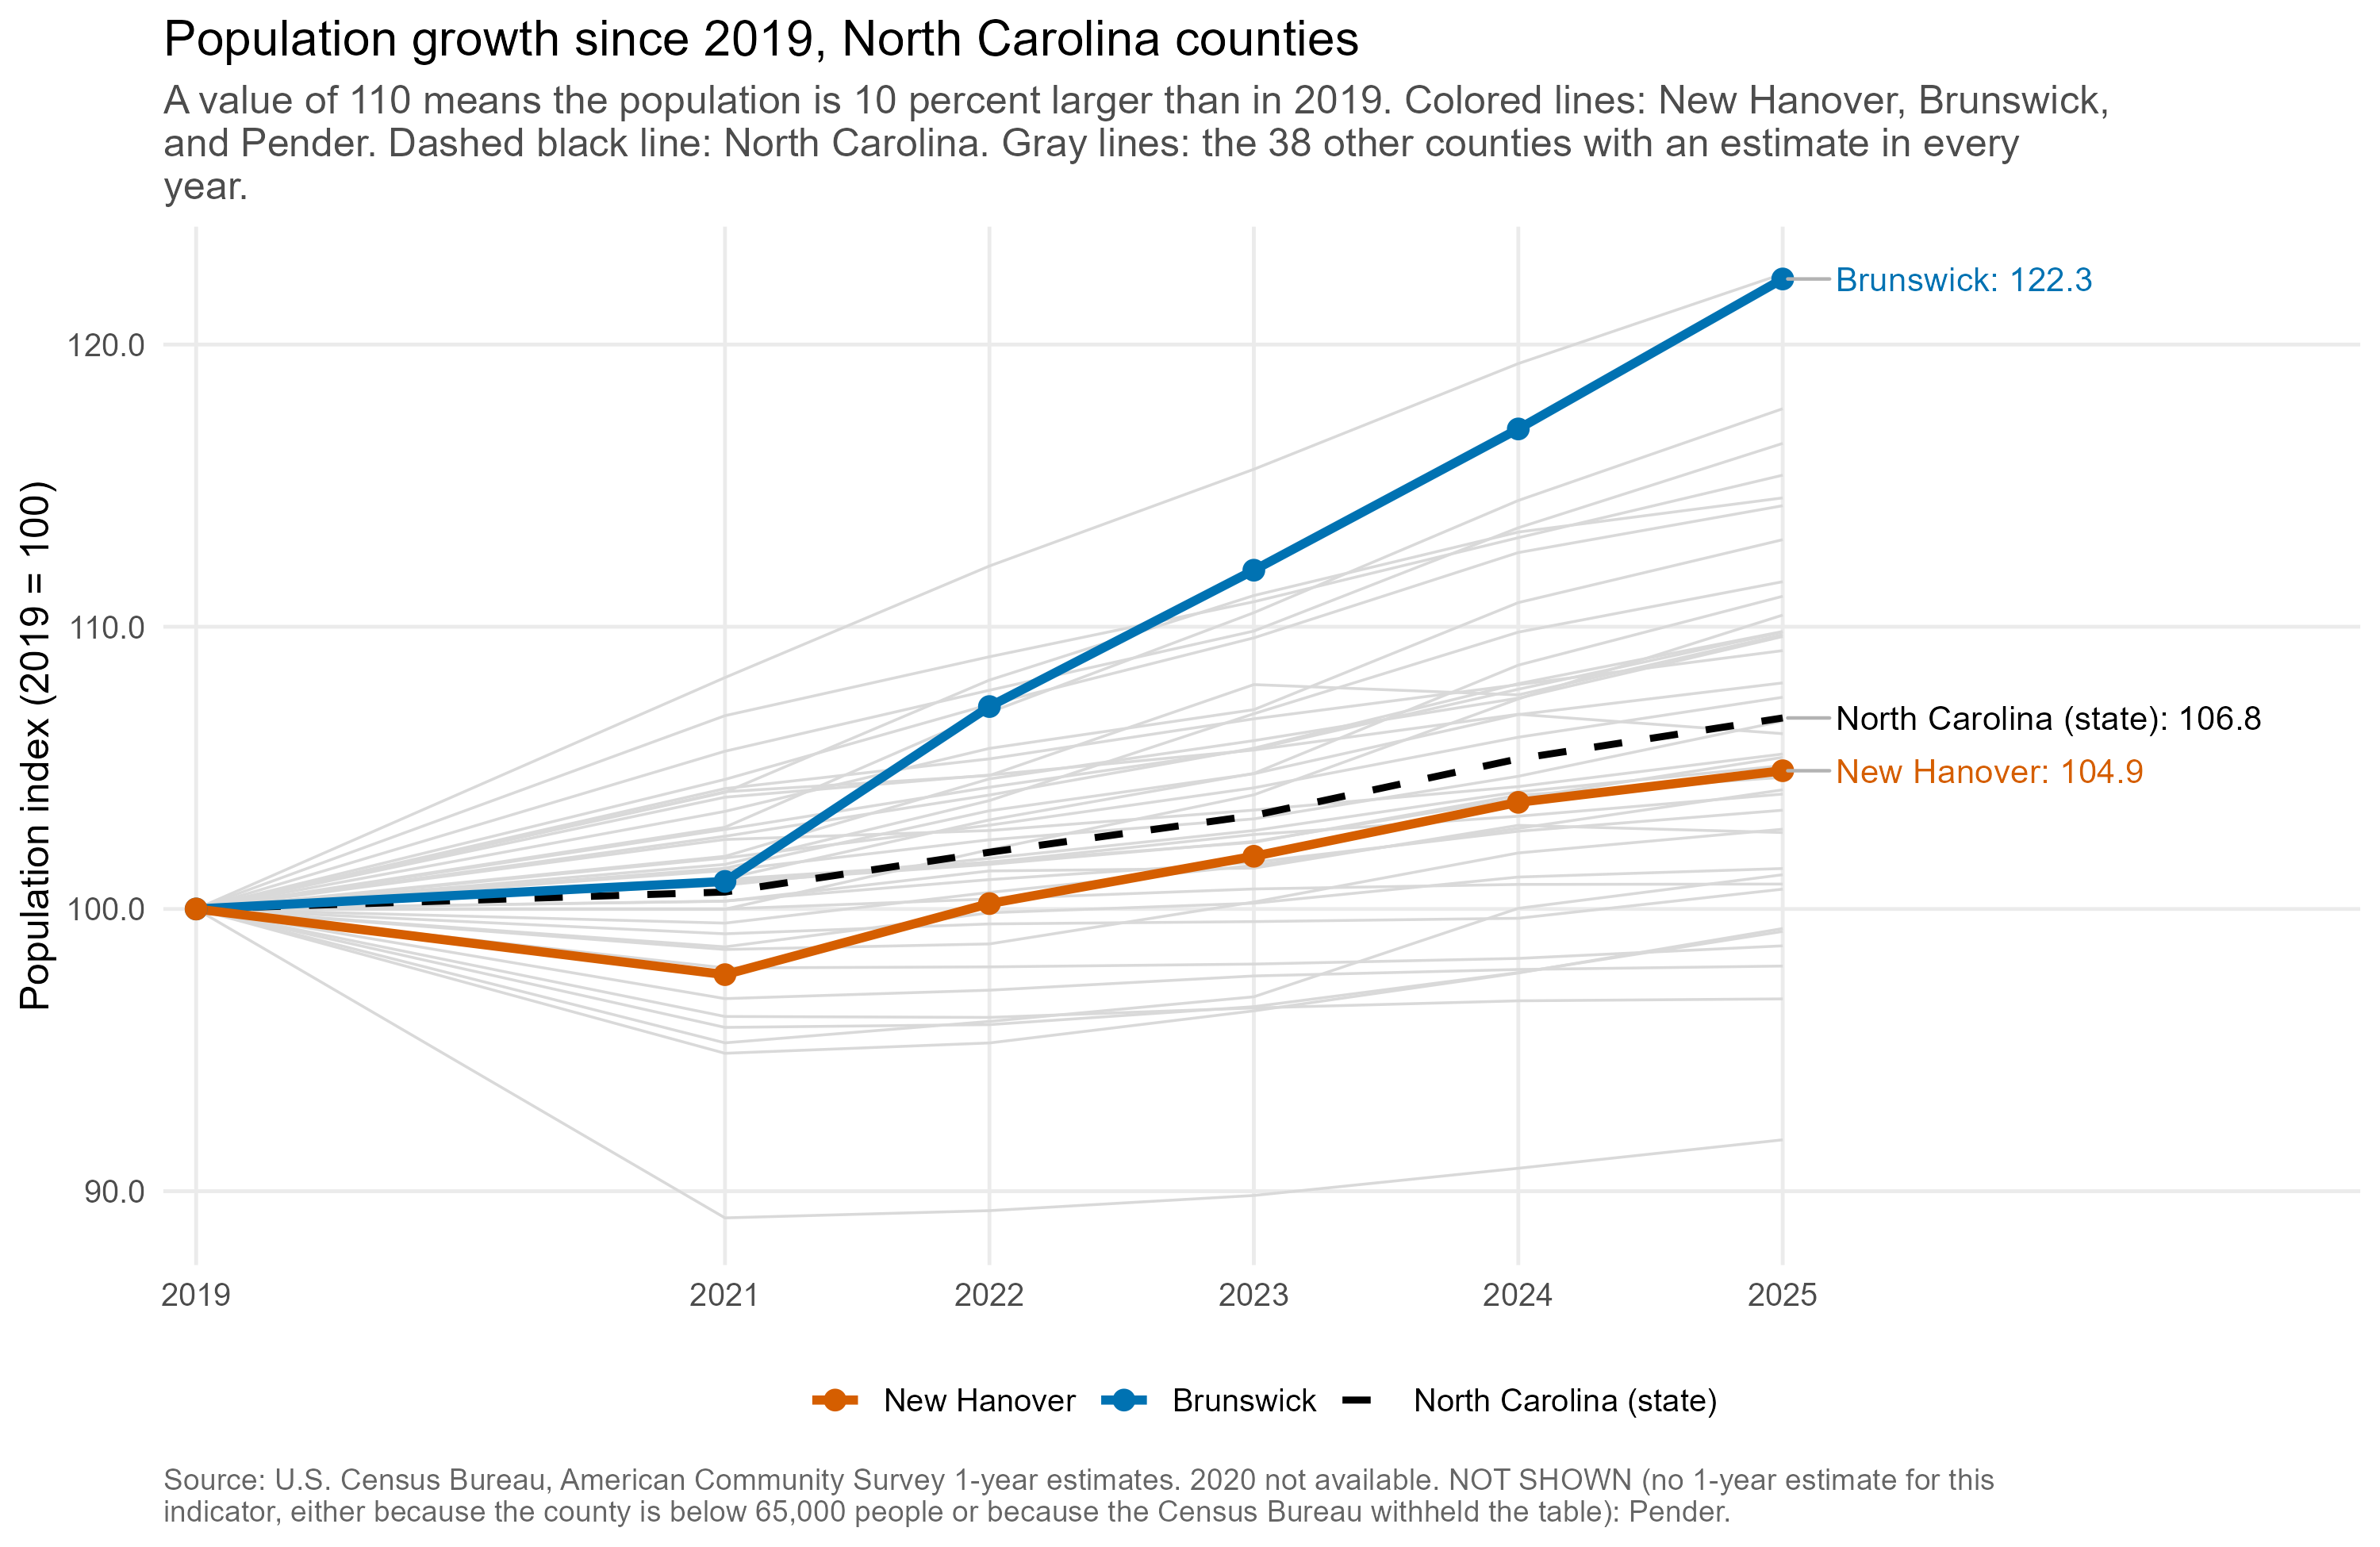 Population growth since 2019, North Carolina counties
A value of 110 means the population is 10 percent larger than in 2019. Colored lines: New Hanover, Brunswick,
and Pender. Dashed black line: North Carolina. Gray lines: the 38 other counties with an estimate in every
year.
Population index (2019 = 100)
120.0
110.0
100.0
90.0
Brunswick: 122.3
North Carolina (state): 106.8
New Hanover: 104.9
2019 2021 2022 2023 2024 2025
New Hanover Brunswick North Carolina (state)
Source: U.S. Census Bureau, American Community Survey 1-year estimates. 2020 not available. NOT SHOWN (no 1-year estimate for this
indicator, either because the county is below 65,000 people or because the Census Bureau withheld the table): Pender.